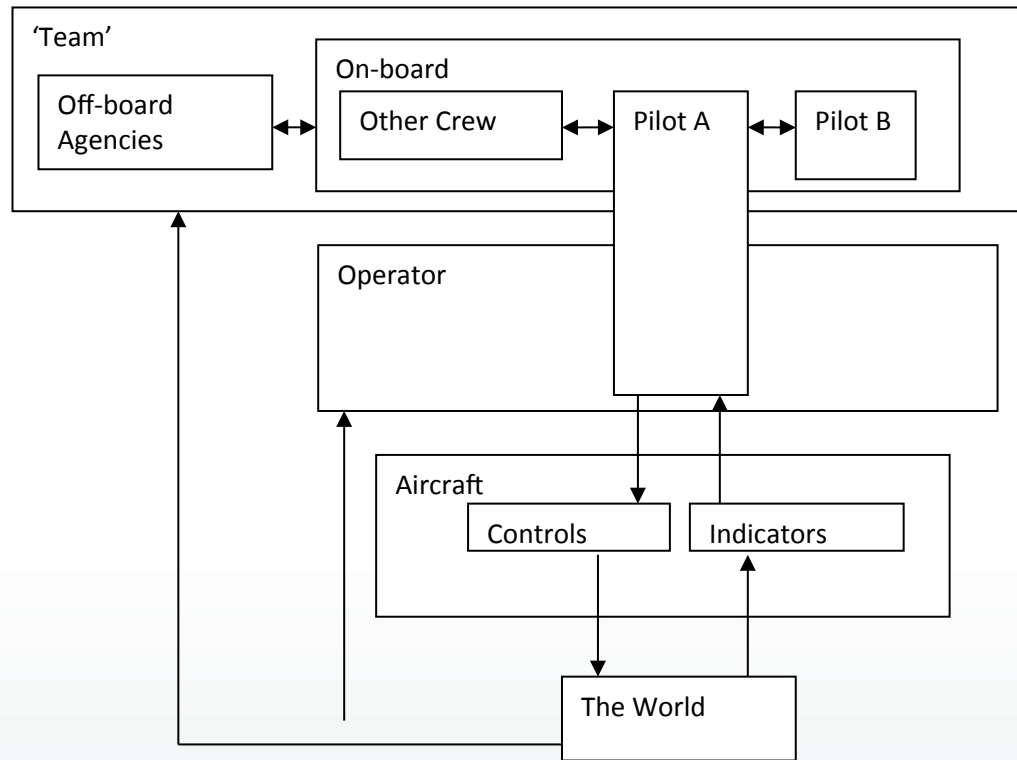 ‘Team’
On-board
Off-board
Agencies
Other Crew
Pilot A
Pilot B
Operator
Aircraft
Controls
Indicators
The World